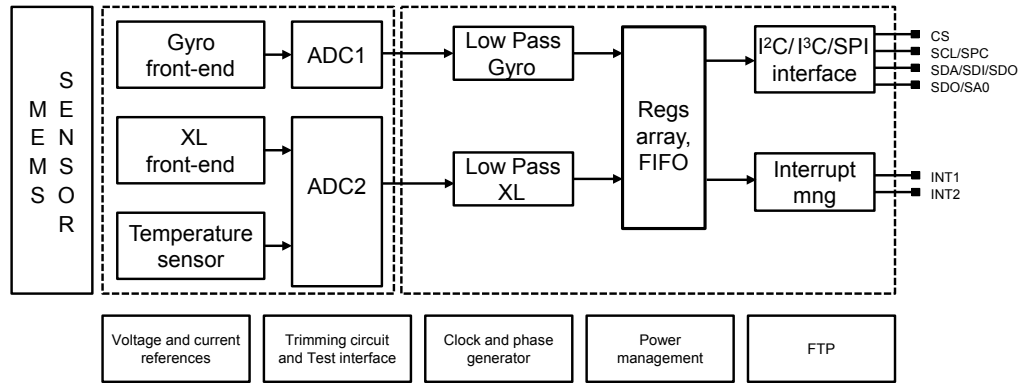 MEMS
SENSOR
Gyro
front-end
ADC1
XL
front-end
ADC2
Temperature
sensor
Low Pass
Gyro
Low Pass
XL
Regs
array,
FIFO
I²C/I³C/SPI
interface
Interrupt
mng
CS
SCL/SPC
SDA/SDI/SDO
SDO/SA0
INT1
INT2
Voltage and current
references
Trimming circuit
and Test interface
Clock and phase
generator
Power
management
FTP